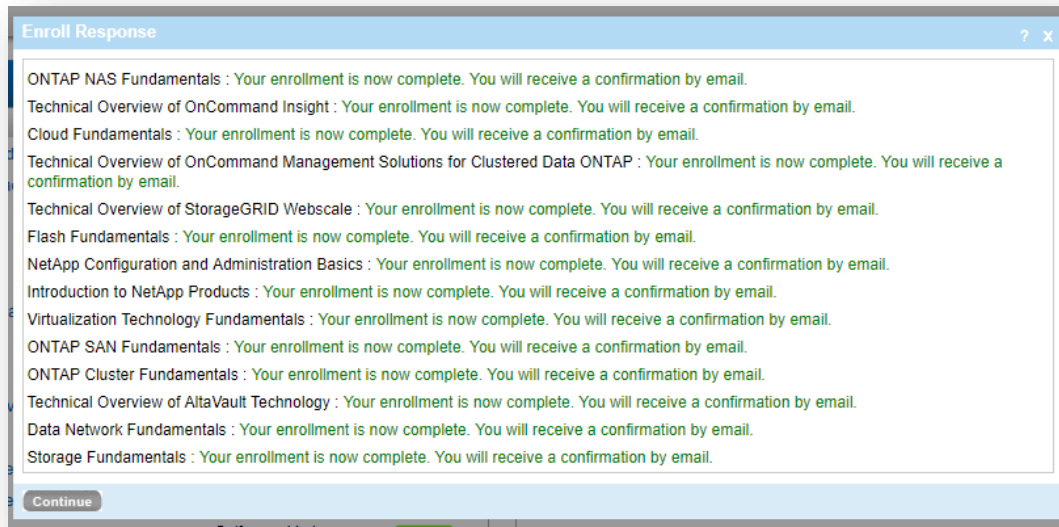 Enroll Response
? X
ONTAP NAS Fundamentals : Your enrollment is now complete. You will receive a confirmation by email.
Technical Overview of OnCommand Insight : Your enrollment is now complete. You will receive a confirmation by email.
Cloud Fundamentals : Your enrollment is now complete. You will receive a confirmation by email.
Technical Overview of OnCommand Management Solutions for Clustered Data ONTAP : Your enrollment is now complete. You will receive a
confirmation by email.
Technical Overview of StorageGRID Webscale : Your enrollment is now complete. You will receive a confirmation by email.
Flash Fundamentals : Your enrollment is now complete. You will receive a confirmation by email.
NetApp Configuration and Administration Basics : Your enrollment is now complete. You will receive a confirmation by email.
Introduction to NetApp Products : Your enrollment is now complete. You will receive a confirmation by email.
Virtualization Technology Fundamentals : Your enrollment is now complete. You will receive a confirmation by email.
ONTAP SAN Fundamentals : Your enrollment is now complete. You will receive a confirmation by email.
ONTAP Cluster Fundamentals : Your enrollment is now complete. You will receive a confirmation by email.
Technical Overview of AltaVault Technology : Your enrollment is now complete. You will receive a confirmation by email.
Data Network Fundamentals : Your enrollment is now complete. You will receive a confirmation by email.
Storage Fundamentals : Your enrollment is now complete. You will receive a confirmation by email.
Continue